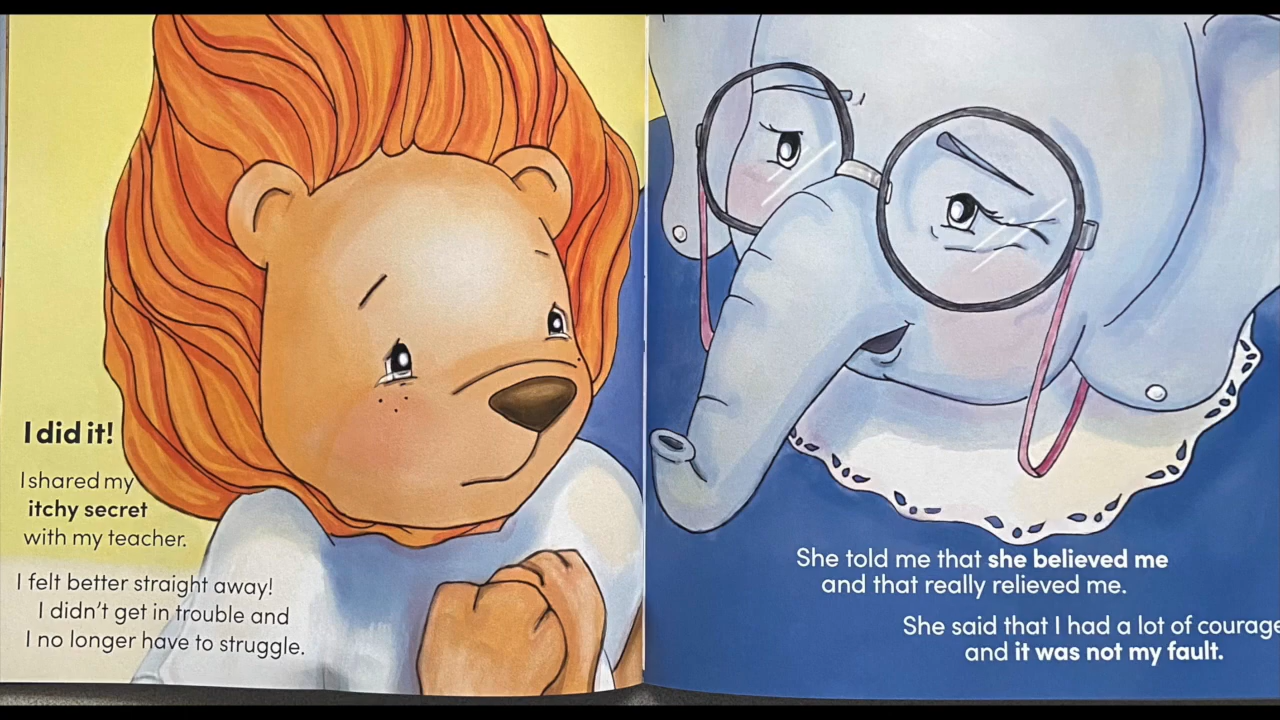 I did it!
I shared my
itchy secret
with my teacher.
I felt better straight away!
I didn't get in trouble and
I no longer have to struggle.
She told me that she believed me
and that really relieved me.
She said that I had a lot of courage
and it was not my fault.